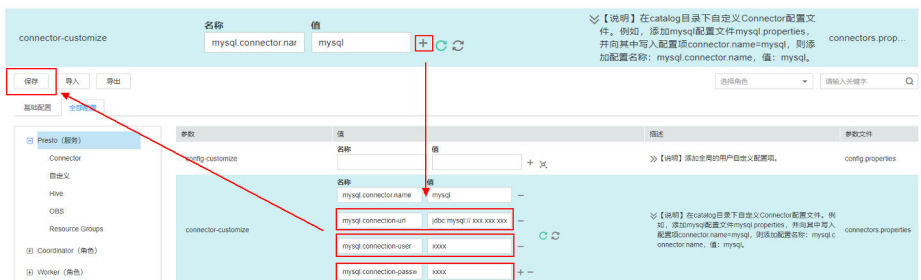 名称 值
connector-customize mysql.connector.nar mysql
【说明】在catalog目录下自定义Connector配置文
件。例如，添加mysql配置文件mysql.properties,
并向其中写入配置项connector.name=mysql，则添
加配置名称：mysql.connector.name，值：mysql。
connectors.prop...
保存 导入 导出 选择角色 请输入关键字
基础配置 全部配置
Presto（服务）
Connector
自定义
Hive
OBS
Resource Groups
Coordinator（角色）
Worker（角色）
参数 值 描述 参数文件
名称 值
config-customize 【说明】添加全局的用户自定义配置项。 config.properties
名称 值
mysql.connector.name mysql
mysql.connection-url jdbc:mysql:// xxx.xxx.xxx
connector-customize
mysql.connection-user xxxx
mysql.connection-passw xxxx
【说明】在catalog目录下自定义Connector配置文件。例
如，添加mysql配置文件mysql.properties，并向其中写入
配置项connector.name=mysql，则添加配置名称：mysql.c
onnector.name，值：mysql。
connectors.properties